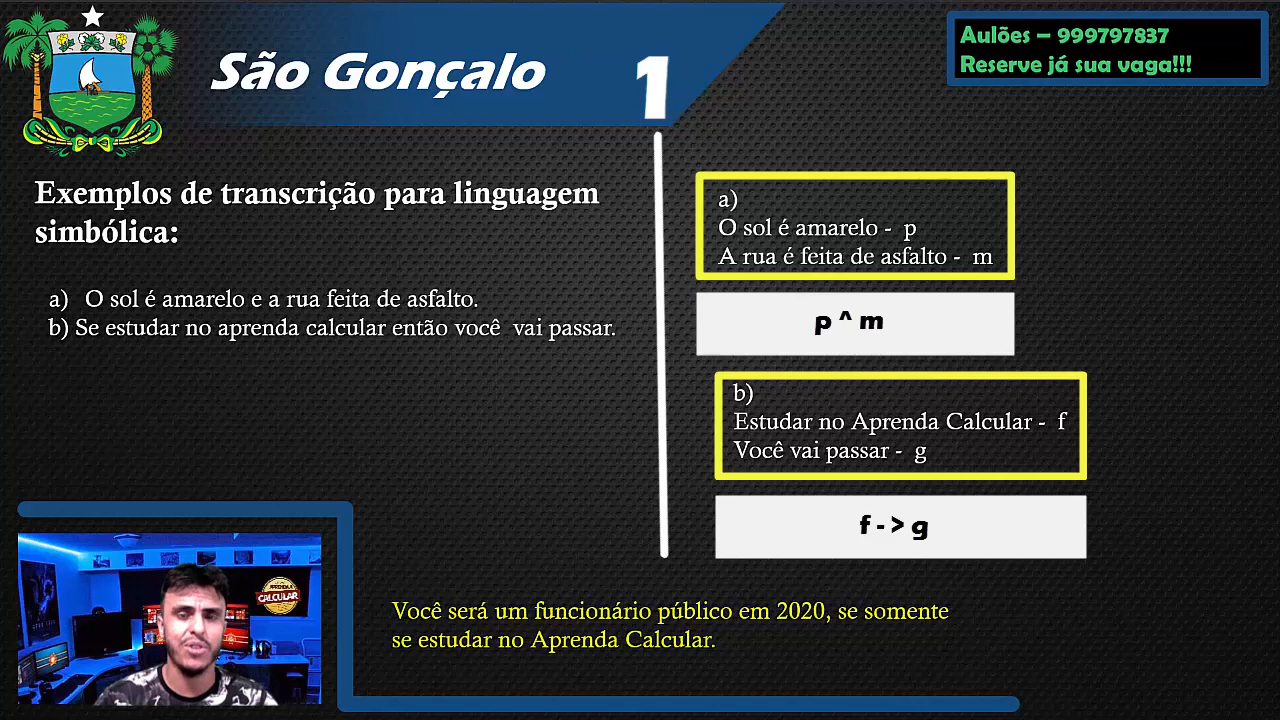 São Gonçalo
1
Aulões – 999797837
Reserve já sua vaga!!!
Exemplos de transcrição para linguagem
simbólica:
a) O sol é amarelo e a rua feita de asfalto.
b) Se estudar no aprenda calcular então você vai passar.
a)
O sol é amarelo - p
A rua é feita de asfalto - m
p ^ m
b)
Estudar no Aprenda Calcular - f
Você vai passar - g
f - > g
CALCULAR
Você será um funcionário público em 2020, se somente
se estudar no Aprenda Calcular.